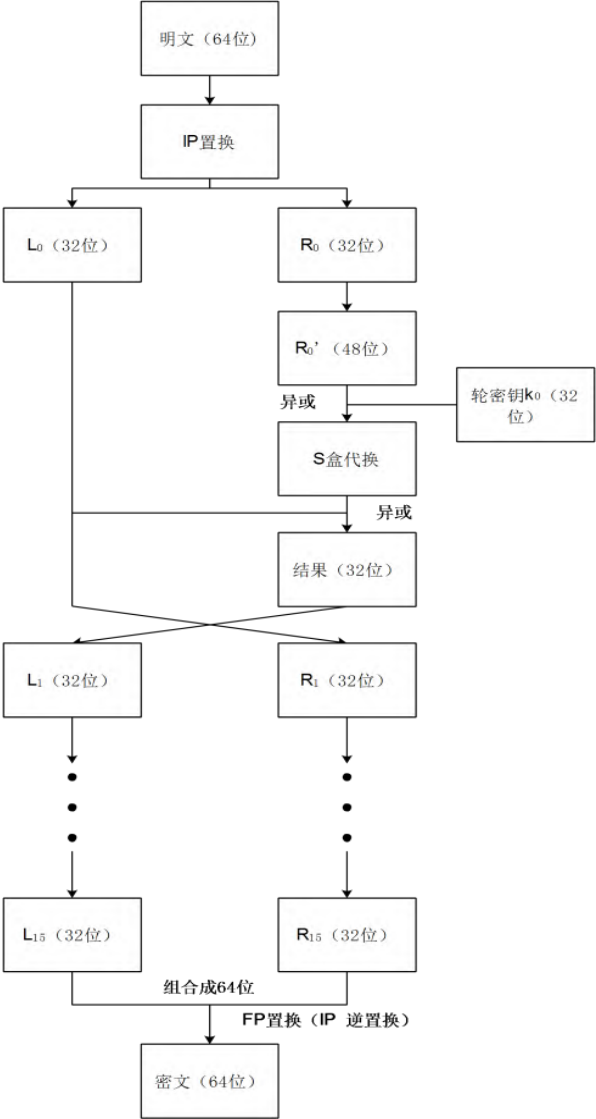 明文（64位)
IP置换
L₀（32位）
R₀（32位）
R₀'（48位）
异或
轮密钥k₀（32
位）
S盒代换
异或
结果（32位）
L₁（32位）
R₁（32位）
L₁₅（32位）
R₁₅（32位）
组合成64位
FP置换（IP 逆置换）
密文（64位）